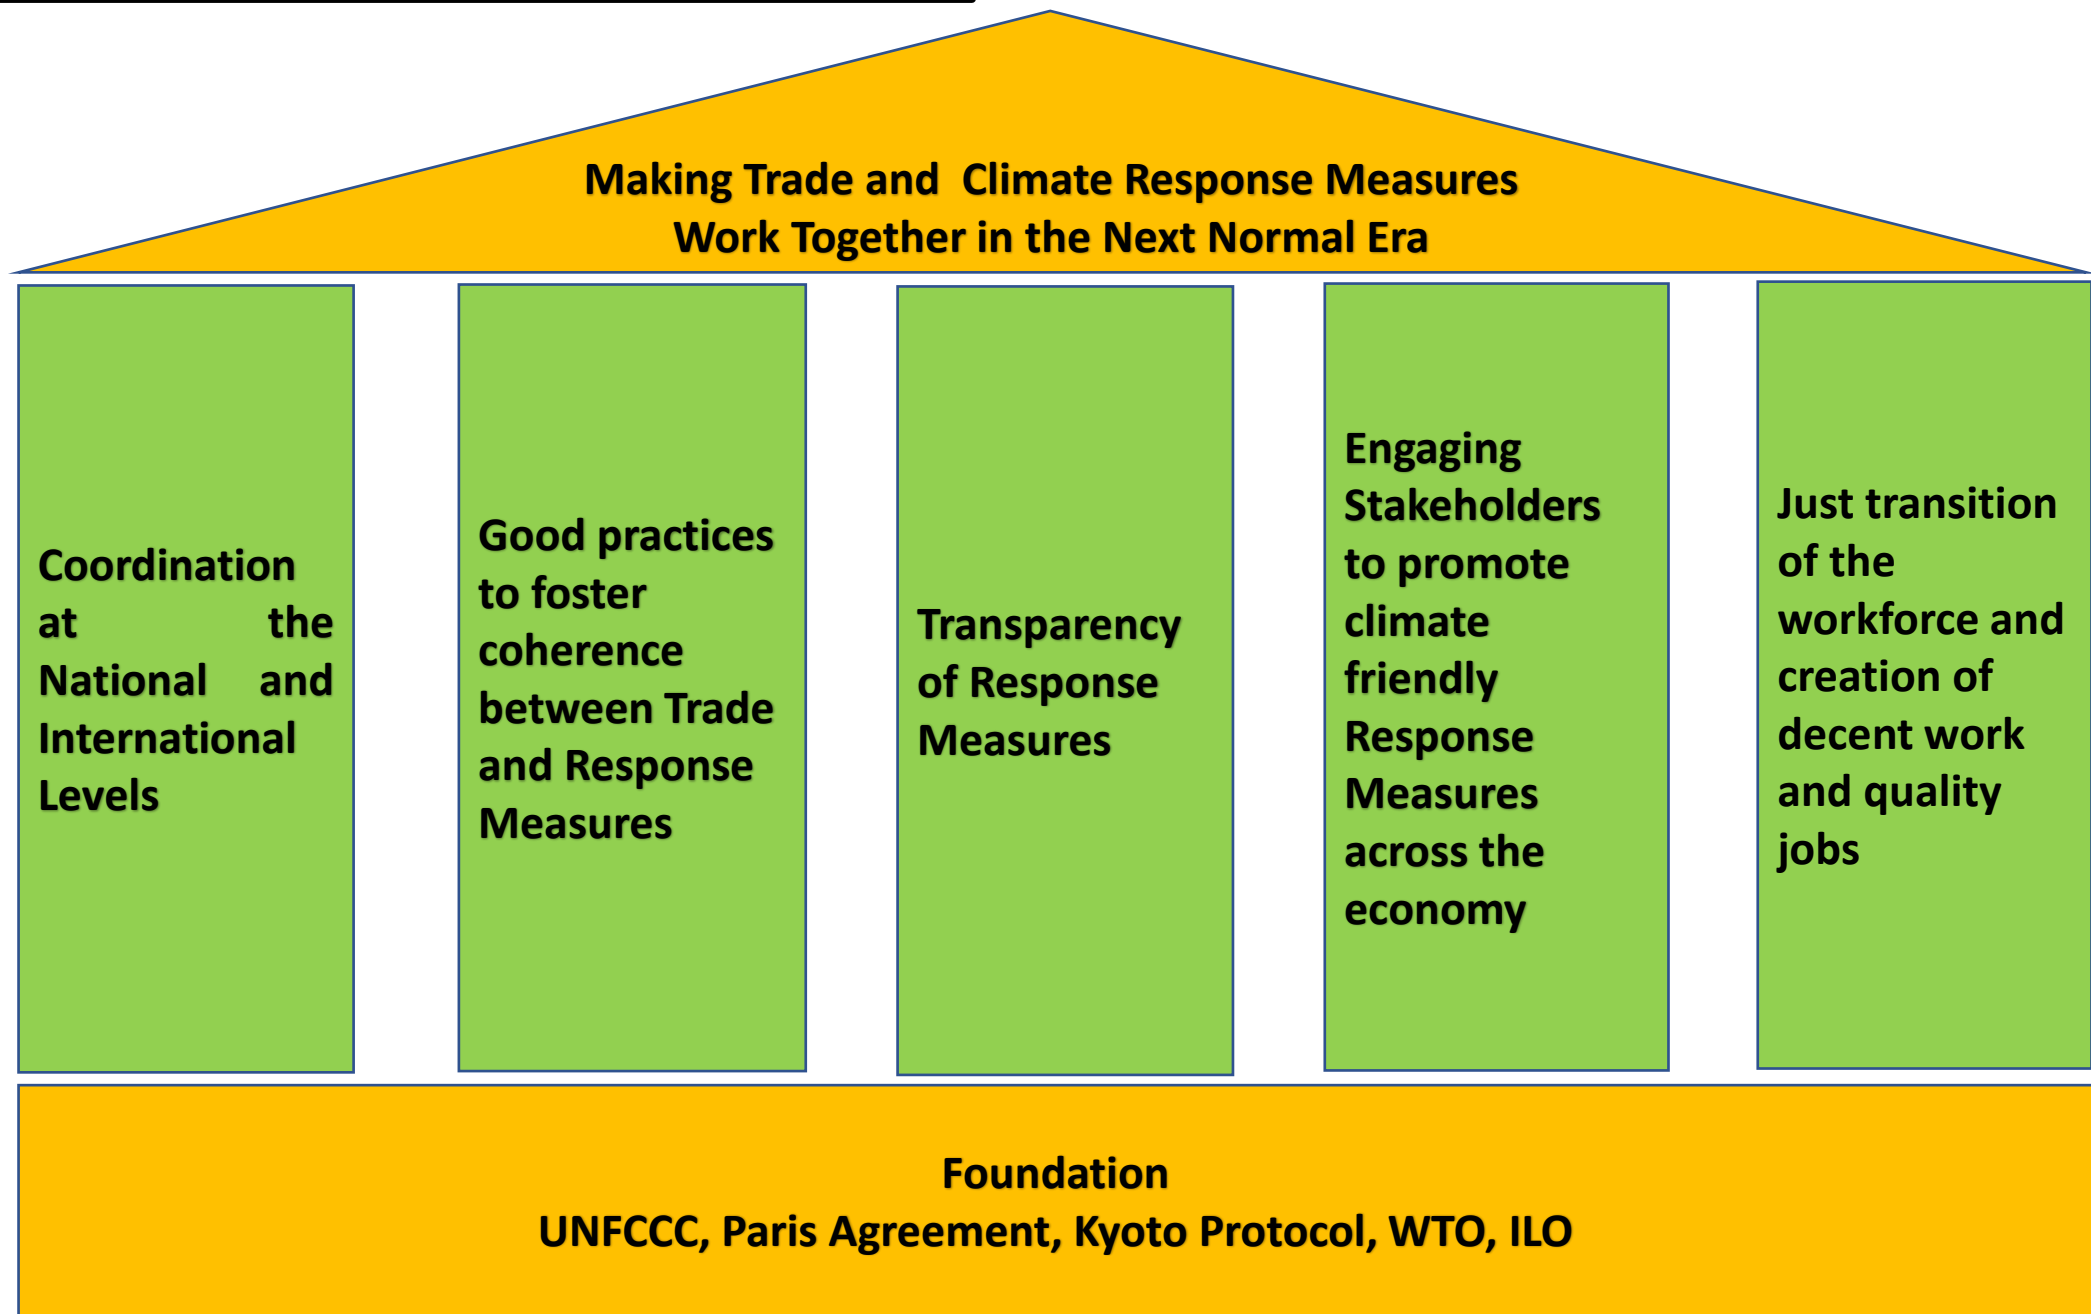 Making Trade and Climate Response Measures
Work Together in the Next Normal Era
Coordination
at the
National and
International
Levels
Good practices
to foster
coherence
between Trade
and Response
Measures
Transparency
of Response
Measures
Engaging
Stakeholders
to promote
climate
friendly
Response
Measures
across the
economy
Just transition
of the
workforce and
creation of
decent work
and quality
jobs
Foundation
UNFCCC, Paris Agreement, Kyoto Protocol, WTO, ILO